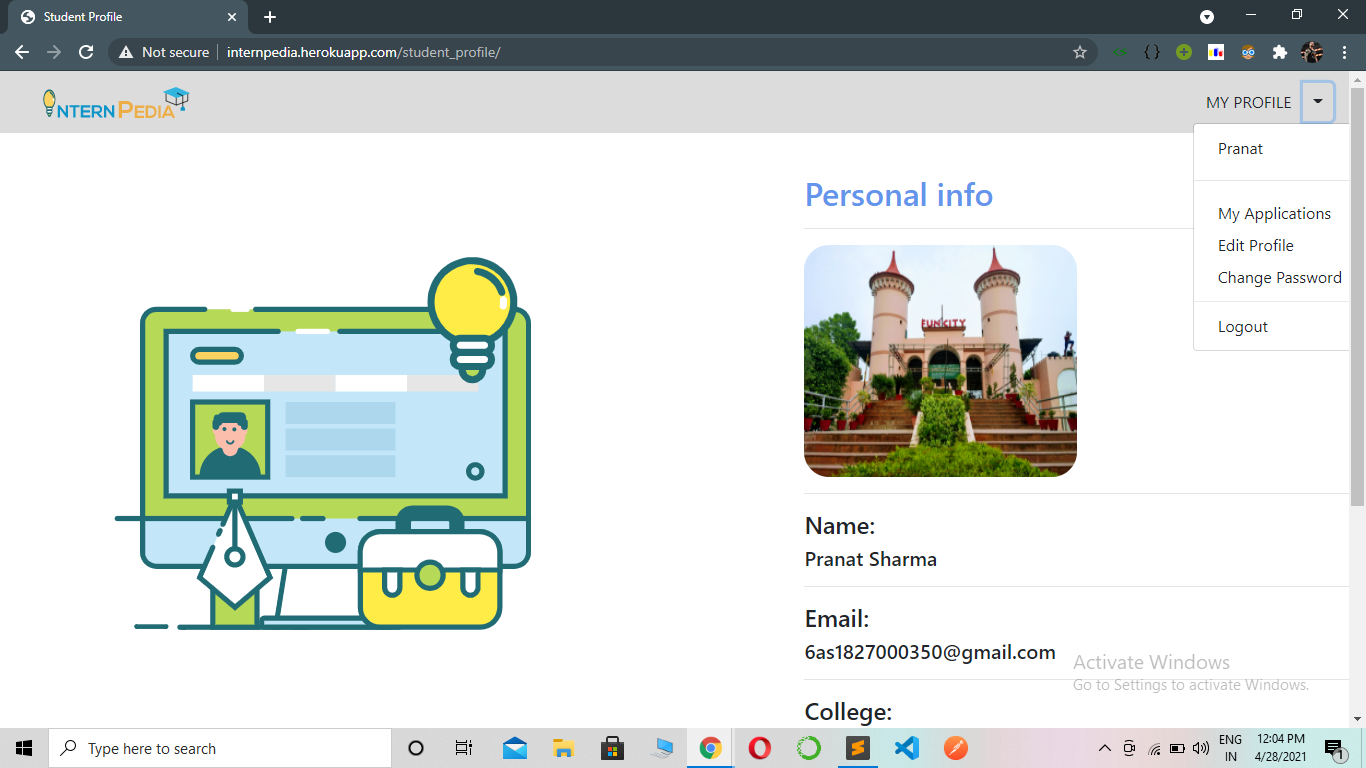 Student Profile
Not secure
internpedia.herokuapp.com/student_profile/
INTERN PEDIA
MY PROFILE
Pranat
My Applications
Edit Profile
Change Password
Logout
Personal info
FUNCITY
Name:
Pranat Sharma
Email:
6as1827000350@gmail.com
College:
Activate Windows
Go to Settings to activate Windows.
Type here to search
ENG
IN
12:04 PM
4/28/2021
1